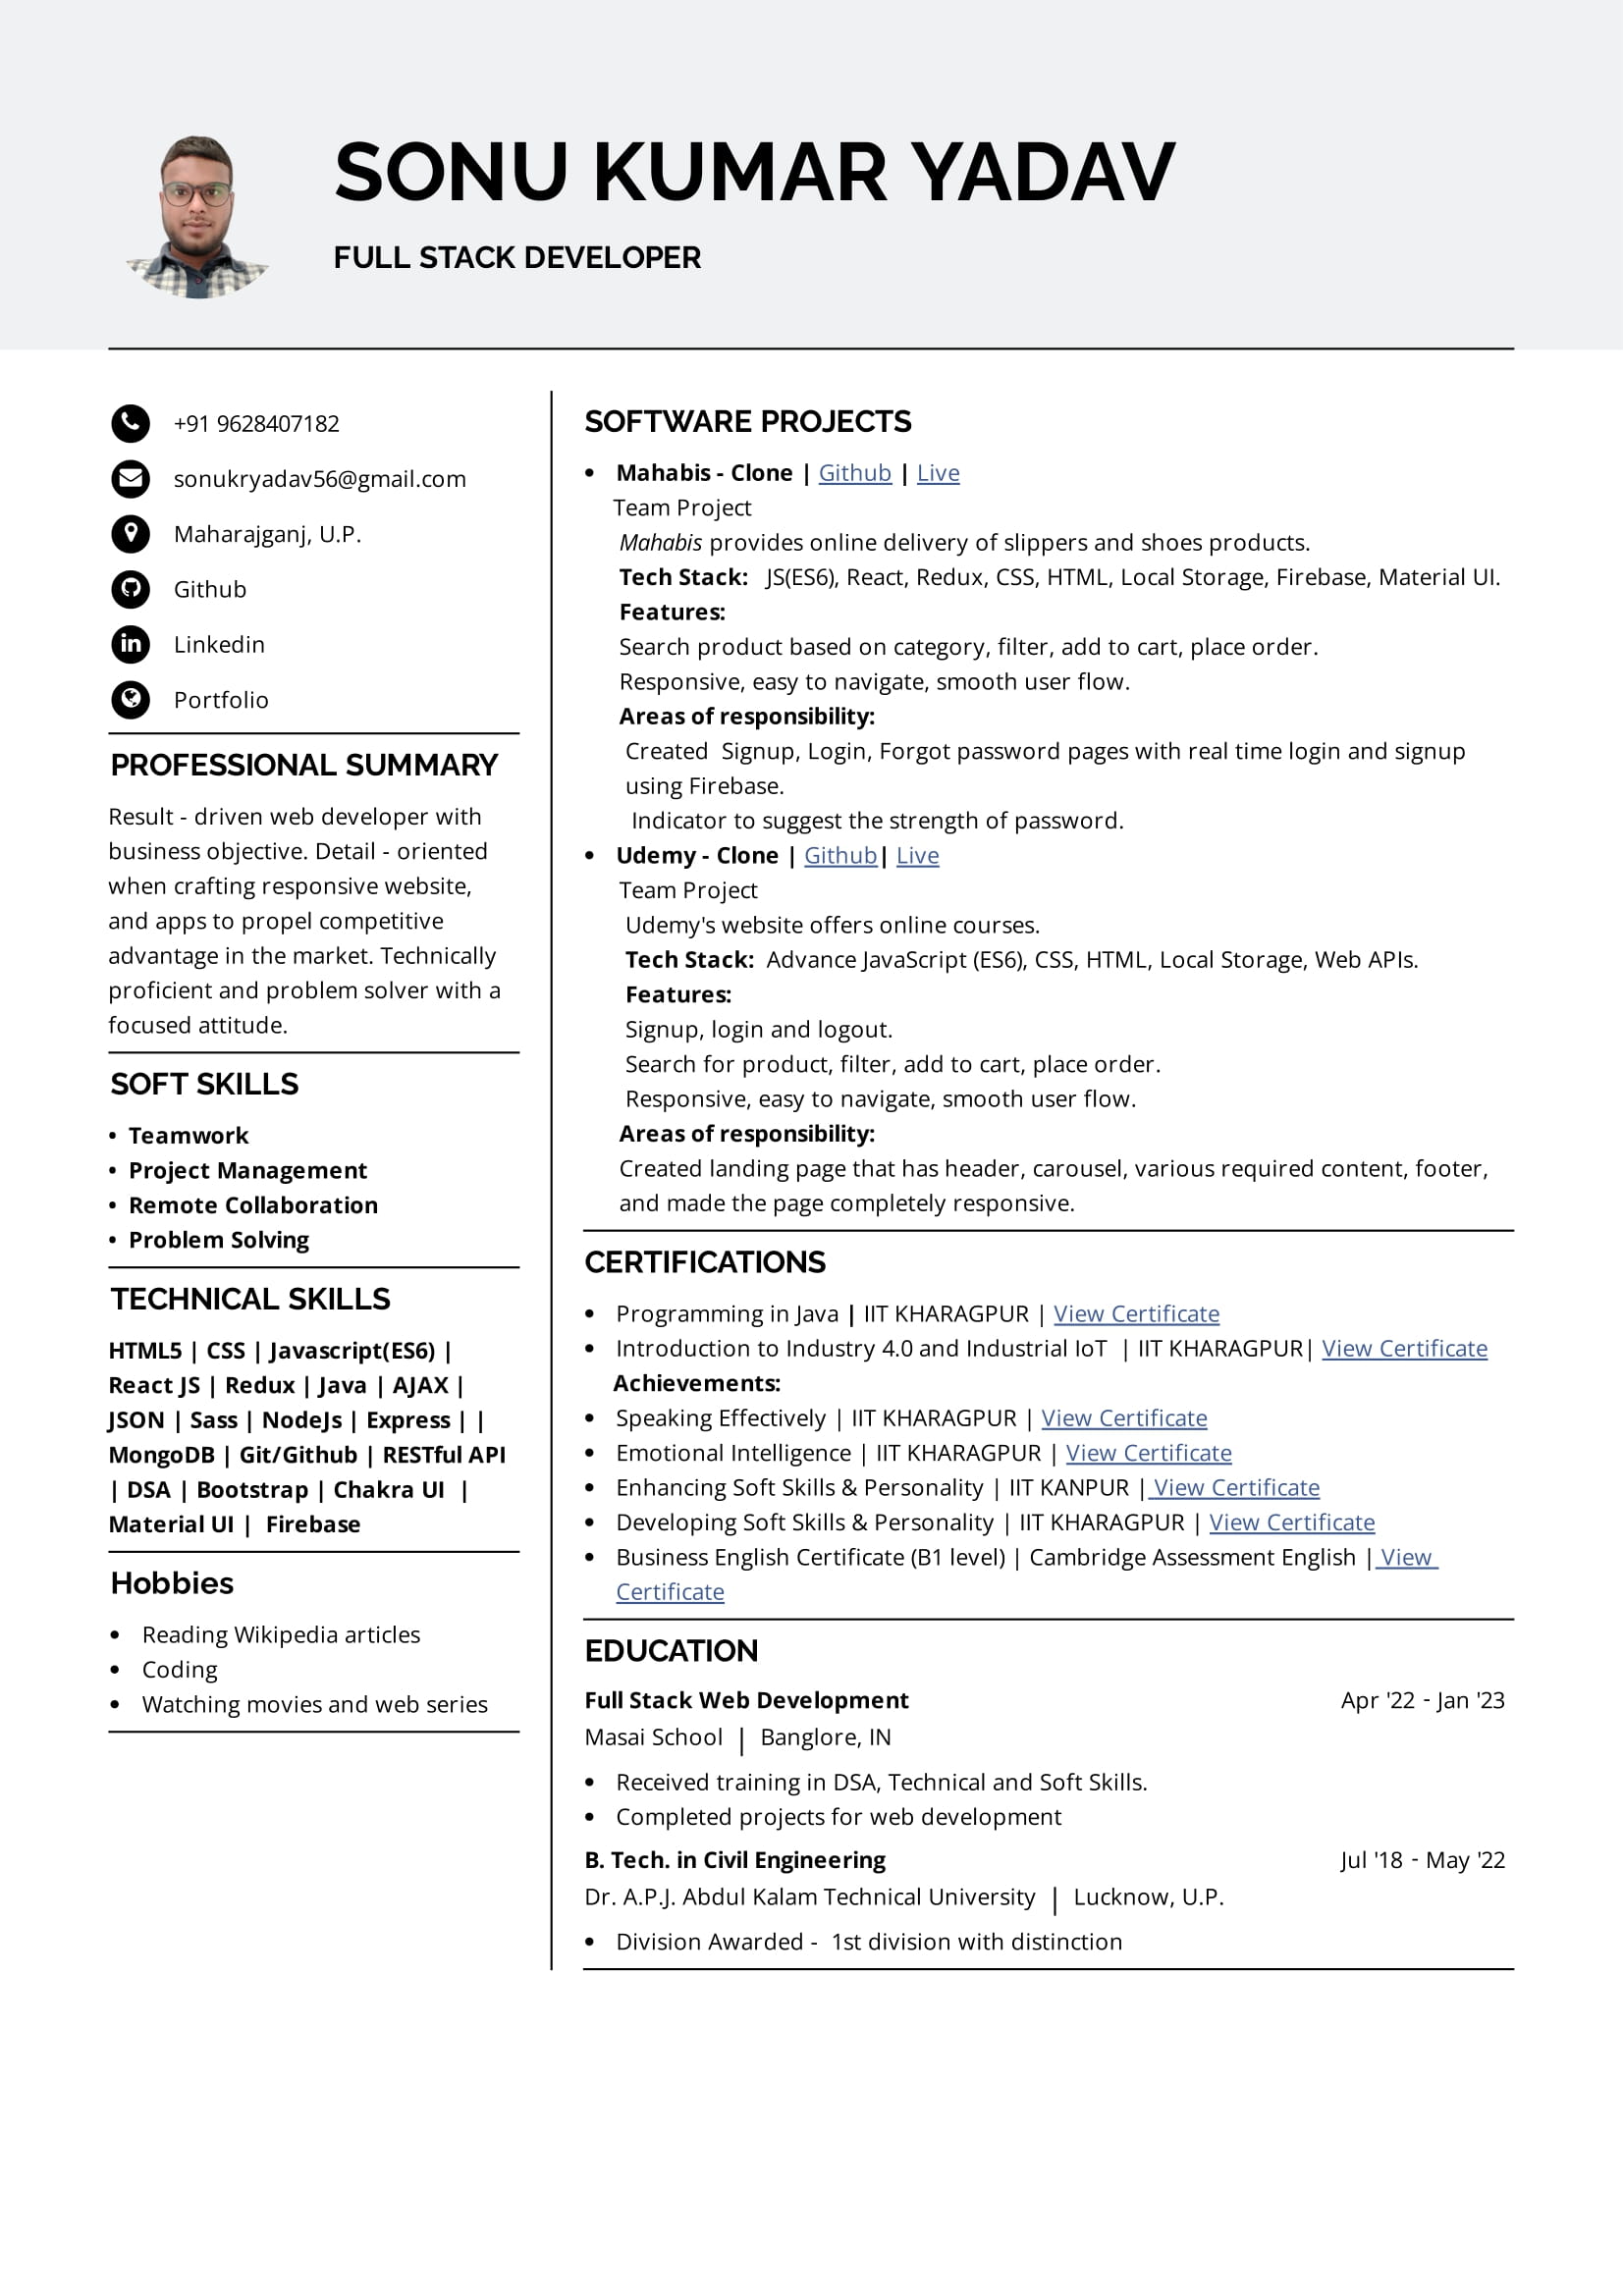 SONU KUMAR YADAV
FULL STACK DEVELOPER
+91 9628407182
sonukryadav56@gmail.com
Maharajganj, U.P.
Github
Linkedin
Portfolio
PROFESSIONAL SUMMARY
Result - driven web developer with
business objective. Detail - oriented
when crafting responsive website,
and apps to propel competitive
advantage in the market. Technically
proficient and problem solver with a
focused attitude.
SOFT SKILLS
• Teamwork
• Project Management
• Remote Collaboration
• Problem Solving
TECHNICAL SKILLS
HTML5 | CSS | Javascript(ES6) |
React JS | Redux | Java | AJAX |
JSON | Sass | NodeJs | Express | |
MongoDB | Git/Github | RESTful API
| DSA | Bootstrap | Chakra UI |
Material UI | Firebase
Hobbies
• Reading Wikipedia articles
• Coding
• Watching movies and web series
SOFTWARE PROJECTS
• Mahabis - Clone | Github | Live
Team Project
Mahabis provides online delivery of slippers and shoes products.
Tech Stack: JS(ES6), React, Redux, CSS, HTML, Local Storage, Firebase, Material UI.
Features:
Search product based on category, filter, add to cart, place order.
Responsive, easy to navigate, smooth user flow.
Areas of responsibility:
Created Signup, Login, Forgot password pages with real time login and signup
using Firebase.
Indicator to suggest the strength of password.
• Udemy - Clone | Github| Live
Team Project
Udemy's website offers online courses.
Tech Stack: Advance JavaScript (ES6), CSS, HTML, Local Storage, Web APIs.
Features:
Signup, login and logout.
Search for product, filter, add to cart, place order.
Responsive, easy to navigate, smooth user flow.
Areas of responsibility:
Created landing page that has header, carousel, various required content, footer,
and made the page completely responsive.
CERTIFICATIONS
• Programming in Java | IIT KHARAGPUR | View Certificate
• Introduction to Industry 4.0 and Industrial IoT | IIT KHARAGPUR| View Certificate
Achievements:
• Speaking Effectively | IIT KHARAGPUR | View Certificate
• Emotional Intelligence | IIT KHARAGPUR | View Certificate
• Enhancing Soft Skills & Personality | IIT KANPUR | View Certificate
• Developing Soft Skills & Personality | IIT KHARAGPUR | View Certificate
• Business English Certificate (B1 level) | Cambridge Assessment English | View
Certificate
EDUCATION
Full Stack Web Development Apr '22 - Jan '23
Masai School | Banglore, IN
• Received training in DSA, Technical and Soft Skills.
• Completed projects for web development
B. Tech. in Civil Engineering Jul '18 - May '22
Dr. A.P.J. Abdul Kalam Technical University | Lucknow, U.P.
• Division Awarded - 1st division with distinction